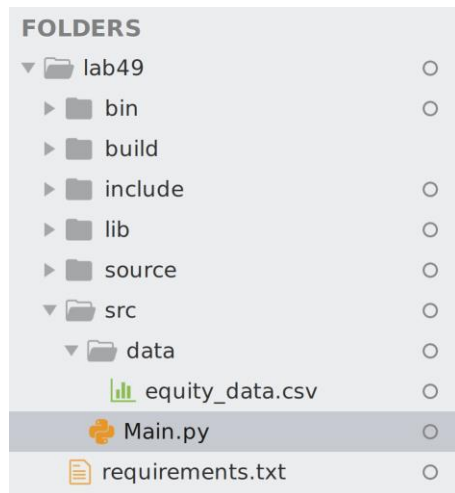 FOLDERS
lab49
bin
build
include
lib
source
src
data
equity_data.csv
Main.py
requirements.txt